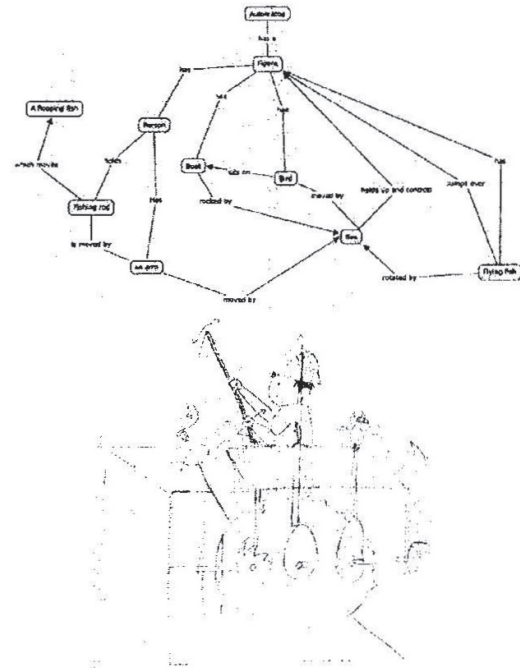 Automaton
has a
Figure
has
has
has
has
A flapping fish
Person
which moves
holds
Boat
sits on
Bird
has
rocked by
moved by
holds up and controls
jumps over
Fishing rod
Box
is moved by
an arm
Flying fish
moved by
rotated by